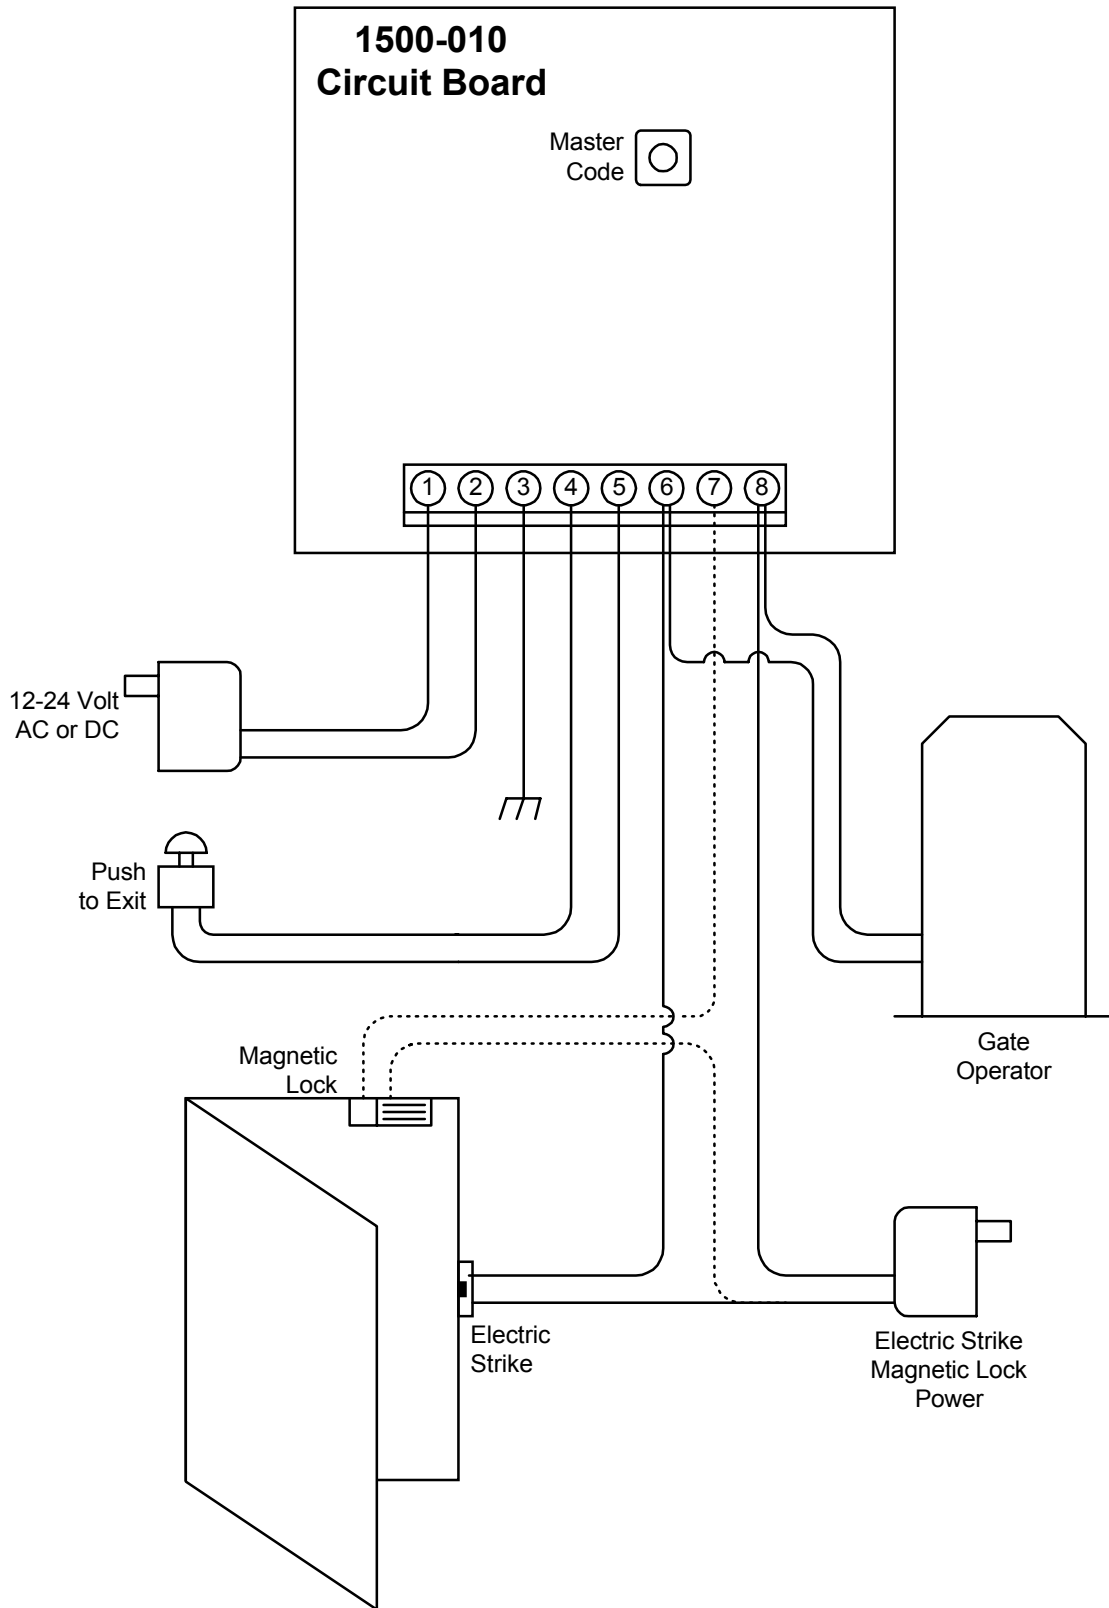 1500-010
Circuit Board
Master
Code
1 2 3 4 5 6 7 8
12-24 Volt
AC or DC
Push
to Exit
Gate
Operator
Magnetic
Lock
Electric
Strike
Electric Strike
Magnetic Lock
Power